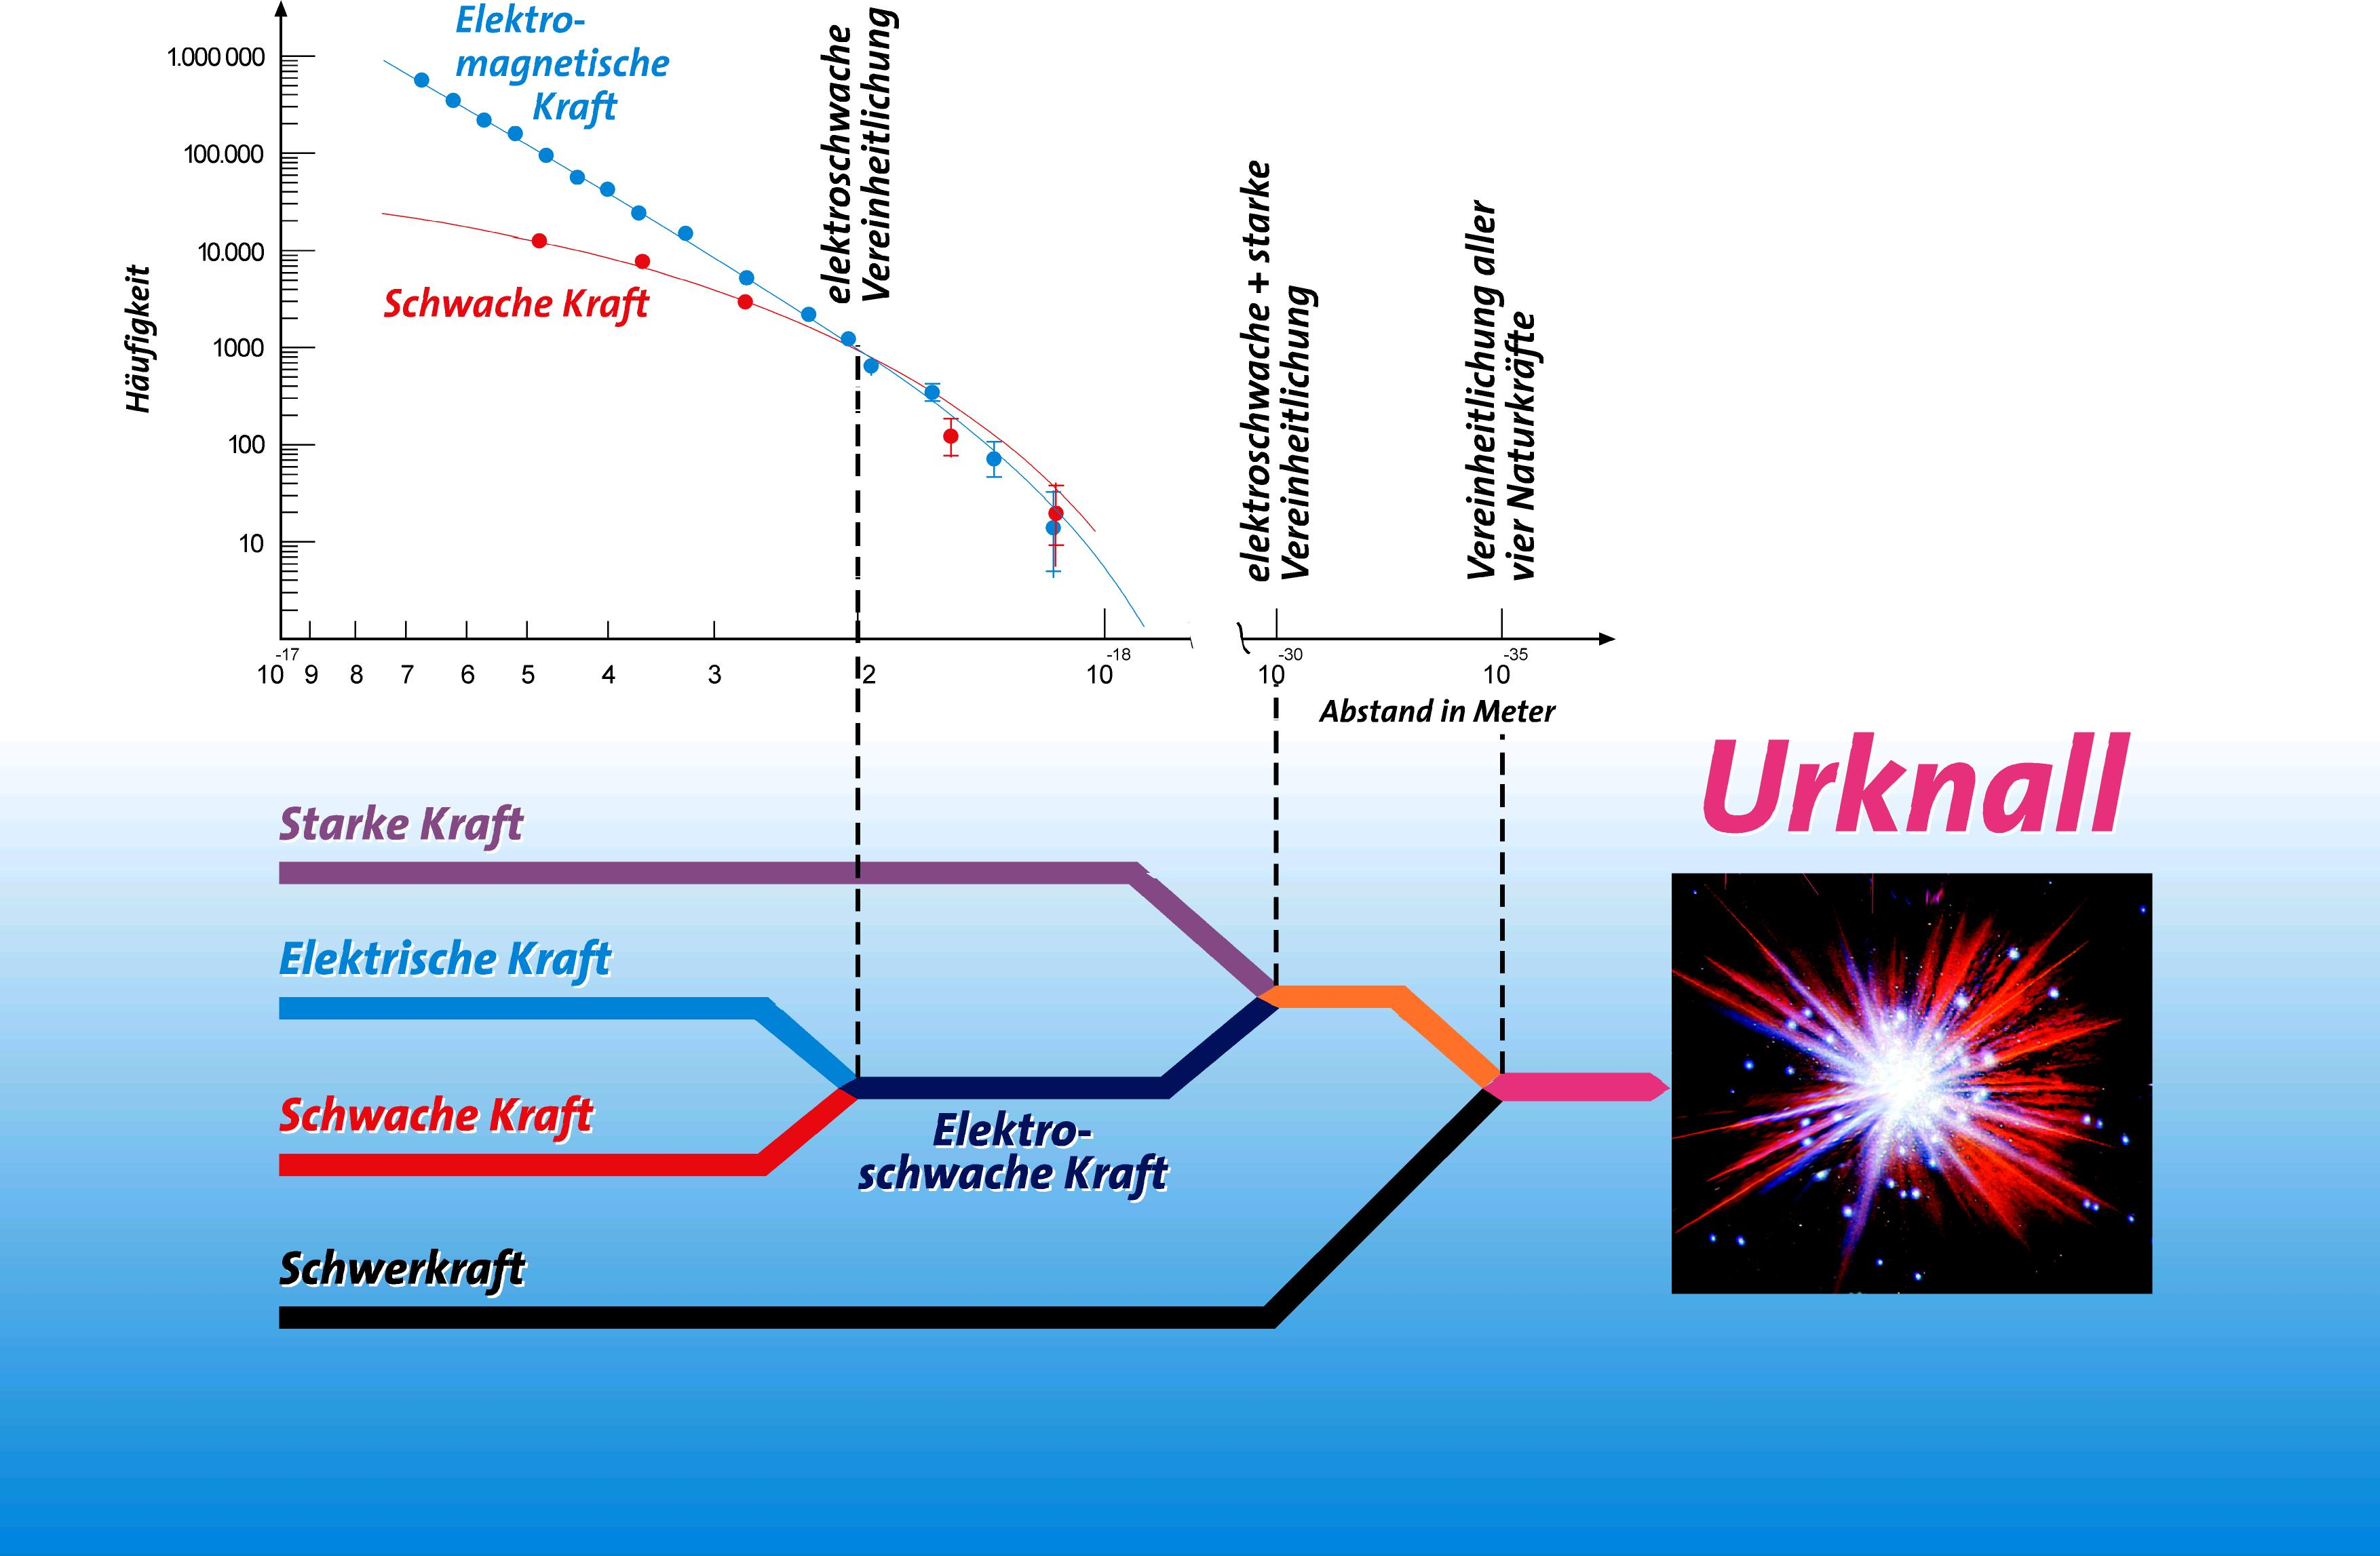 Elektro-
magnetische
Kraft
elektroschwache
Vereinheitlichung
1.000 000
100.000
10.000
1000
100
10
Häufigkeit
Schwache Kraft
elektroschwache + starke
Vereinheitlichung
Vereinheitlichung aller
vier Naturkräfte
10⁻¹⁷ 9 8 7 6 5 4 3 2 10⁻¹⁸ 10⁻³⁰ 10⁻³⁵
Abstand in Meter
Urknall
Starke Kraft
Elektrische Kraft
Schwache Kraft
Elektro-
schwache Kraft
Schwerkraft